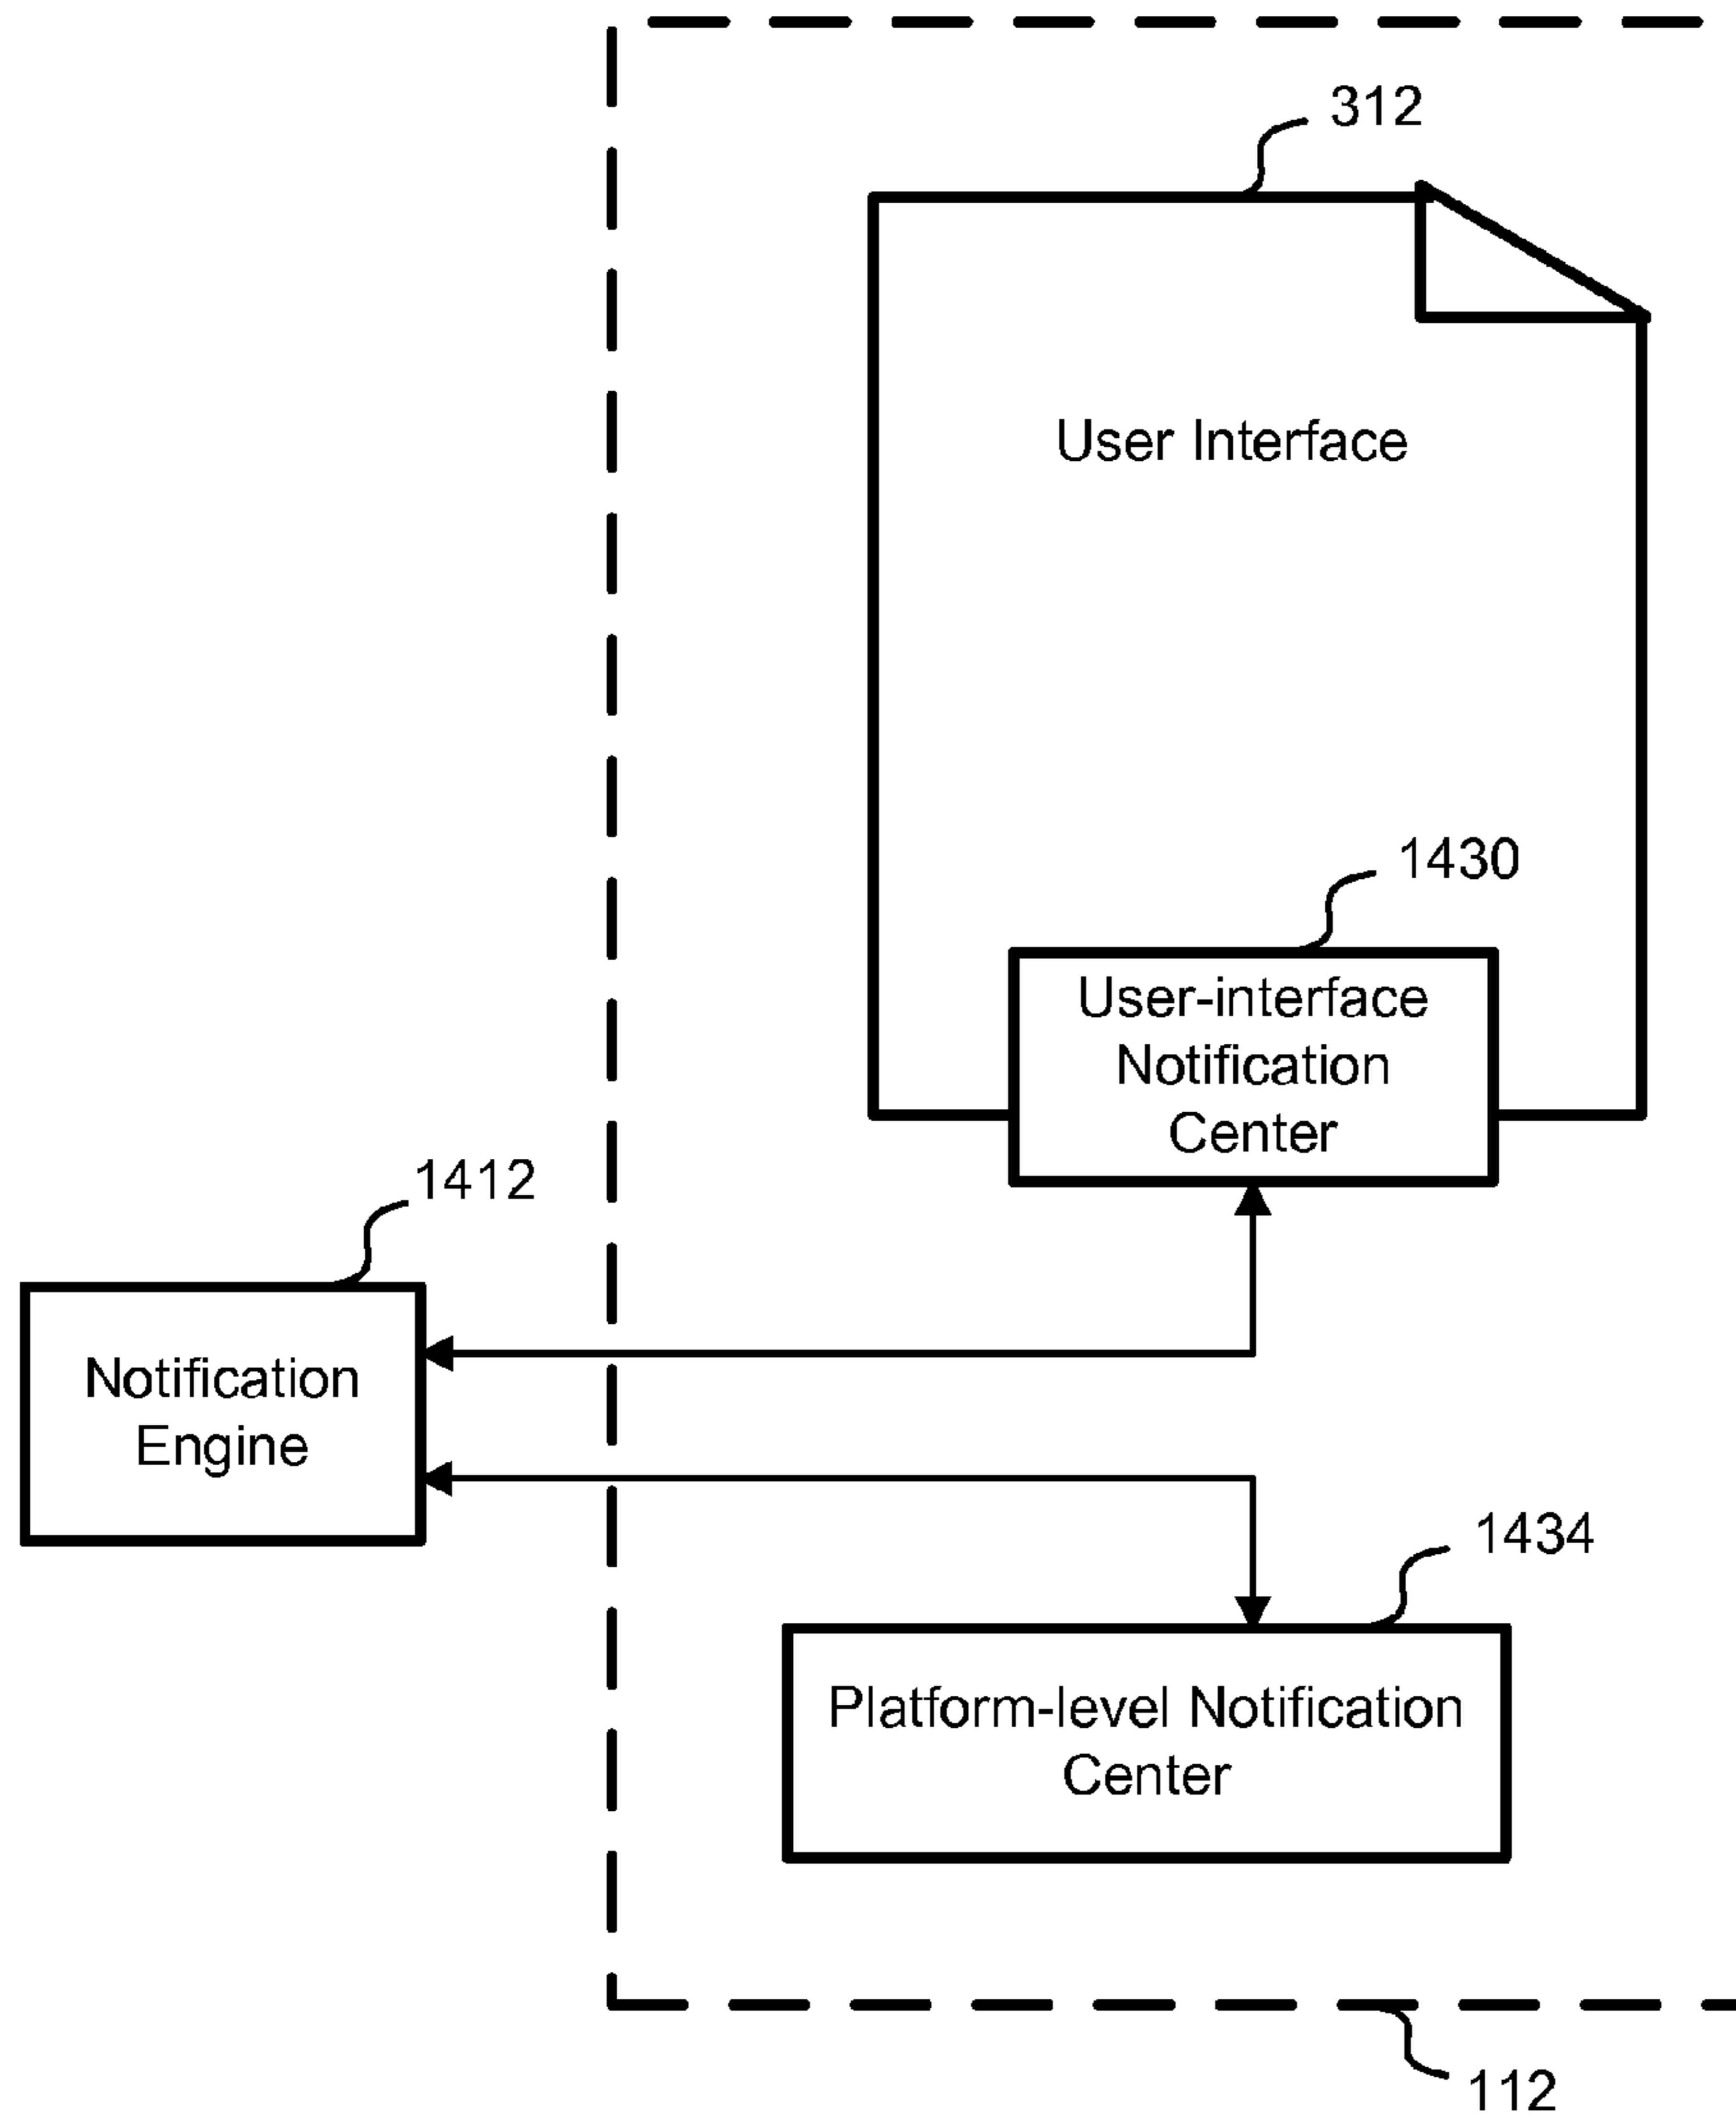 312
User Interface
1430
User-interface
Notification
Center
1412
Notification
Engine
1434
Platform-level Notification
Center
112